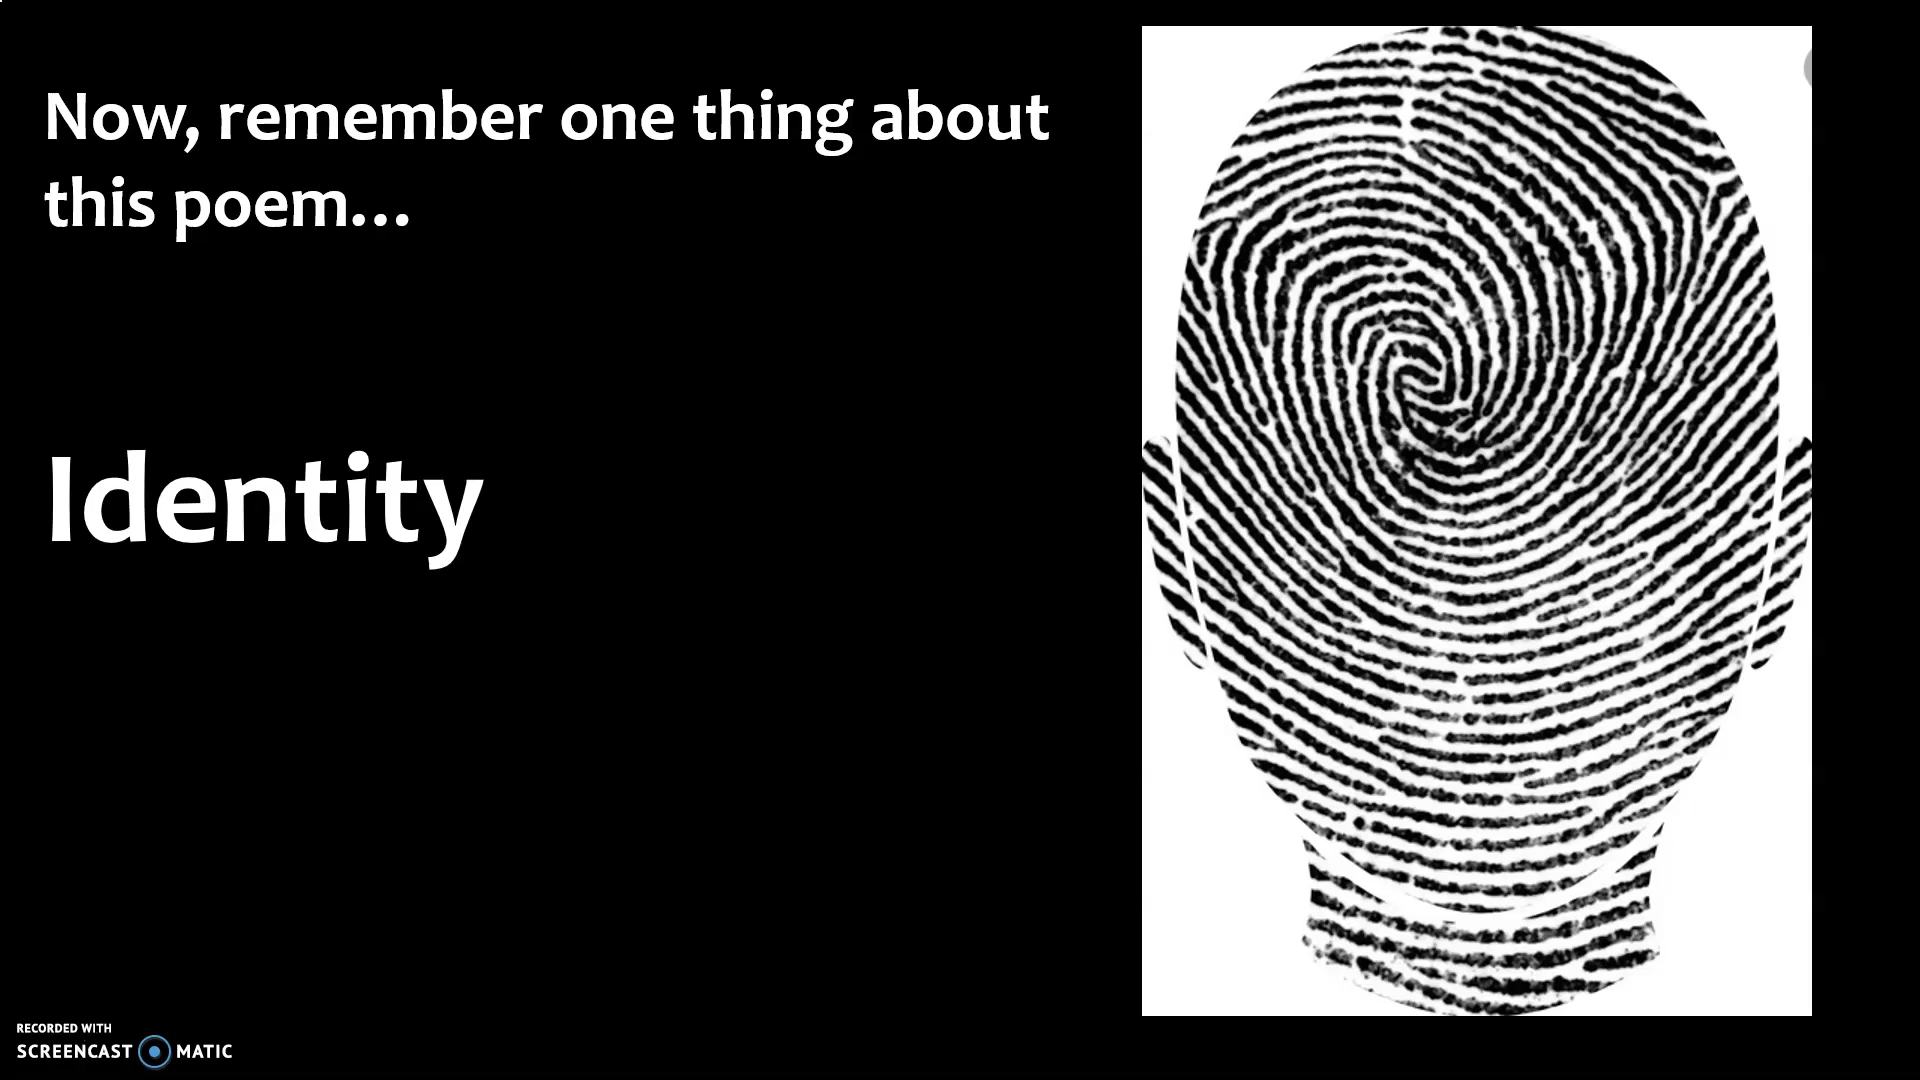 Now, remember one thing about
this poem...
Identity
RECORDED WITH
SCREENCAST MATIC